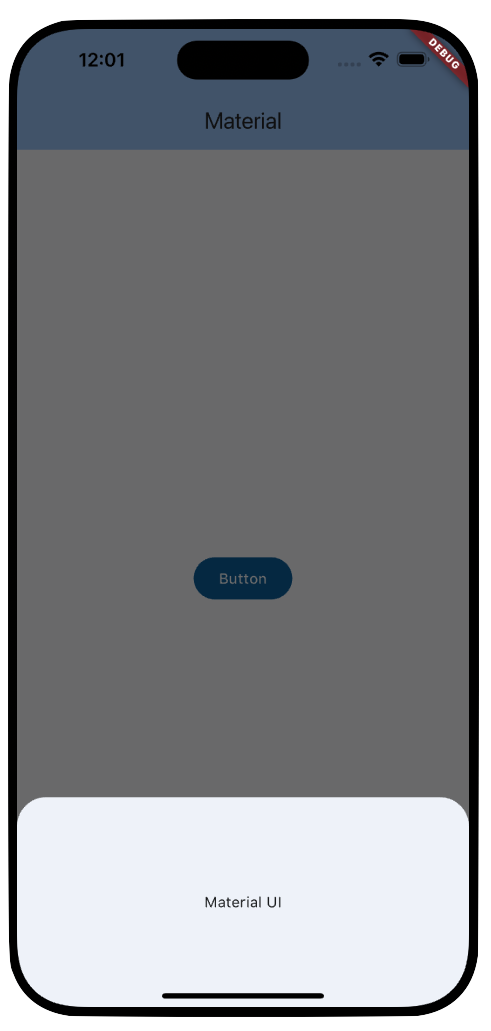 12:01
DEBUG
Material
Button
Material UI